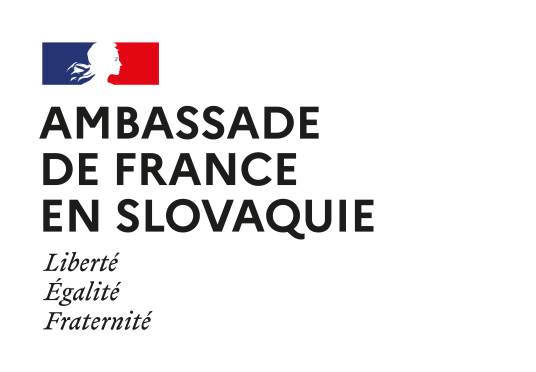 AMBASSADE
DE FRANCE
EN SLOVAQUIE
Liberté
Égalité
Fraternité